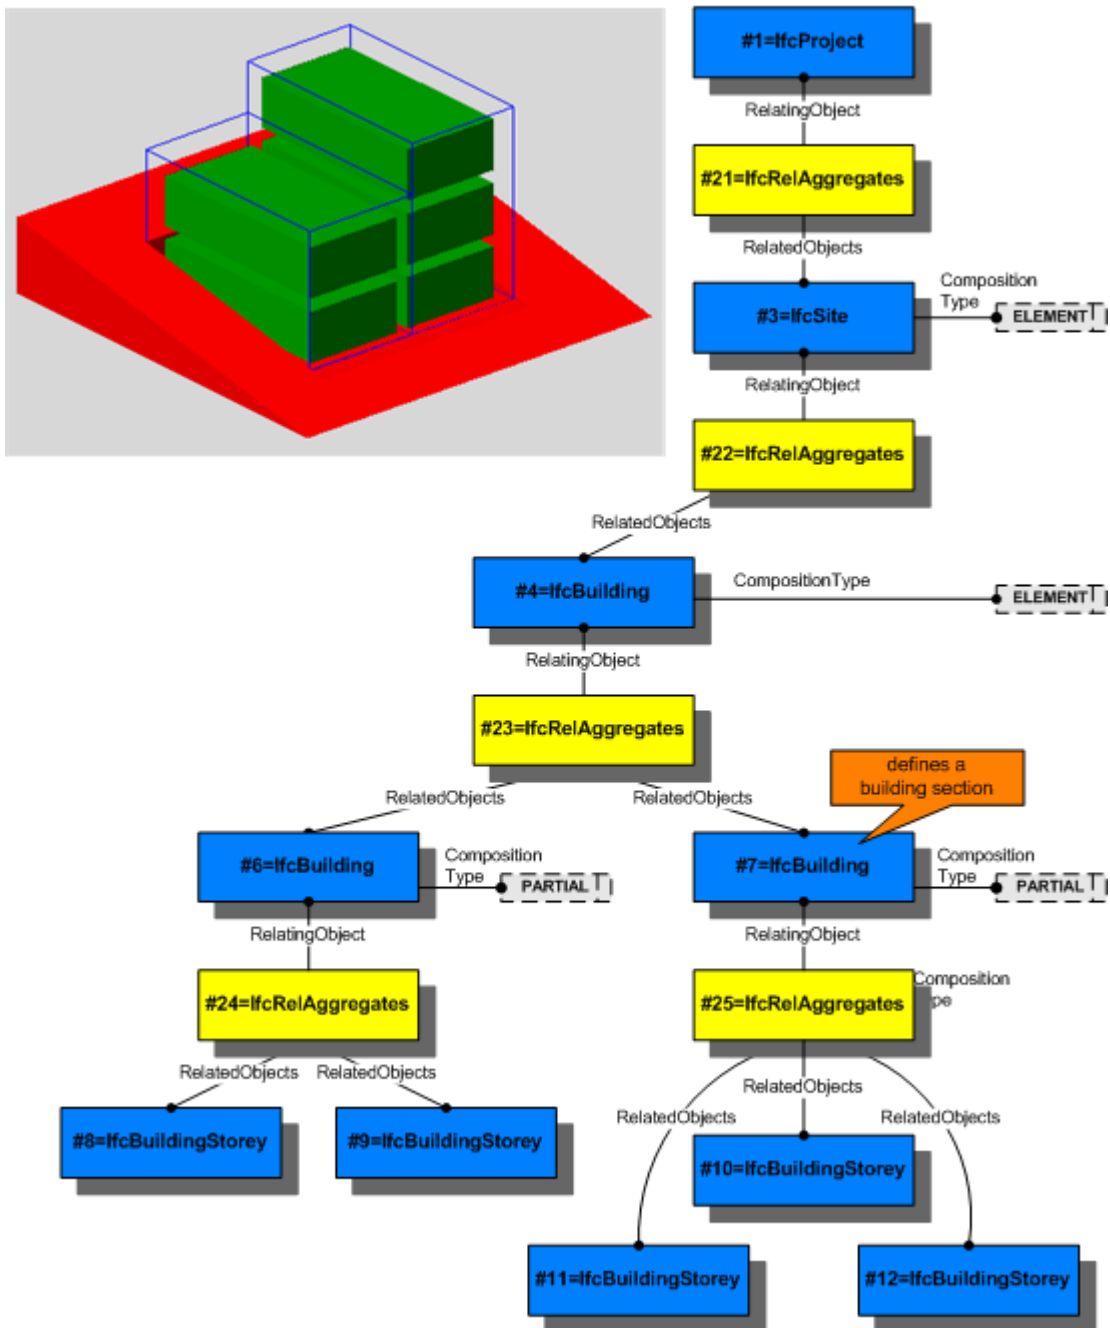 #1=IfcProject
RelatingObject
#21=IfcRelAggregates
RelatedObjects
#3=IfcSite
Composition
Type
ELEMENT
RelatingObject
#22=IfcRelAggregates
RelatedObjects
#4=IfcBuilding
CompositionType
ELEMENT
RelatingObject
#23=IfcRelAggregates
defines a
building section
RelatedObjects
RelatedObjects
#6=IfcBuilding
Composition
Type
PARTIAL
#7=IfcBuilding
Composition
Type
PARTIAL
RelatingObject
RelatingObject
#24=IfcRelAggregates
#25=IfcRelAggregates
Composition
ype
RelatedObjects
RelatedObjects
RelatedObjects
RelatedObjects
RelatedObjects
#8=IfcBuildingStorey
#9=IfcBuildingStorey
#10=IfcBuildingStorey
#11=IfcBuildingStorey
#12=IfcBuildingStorey